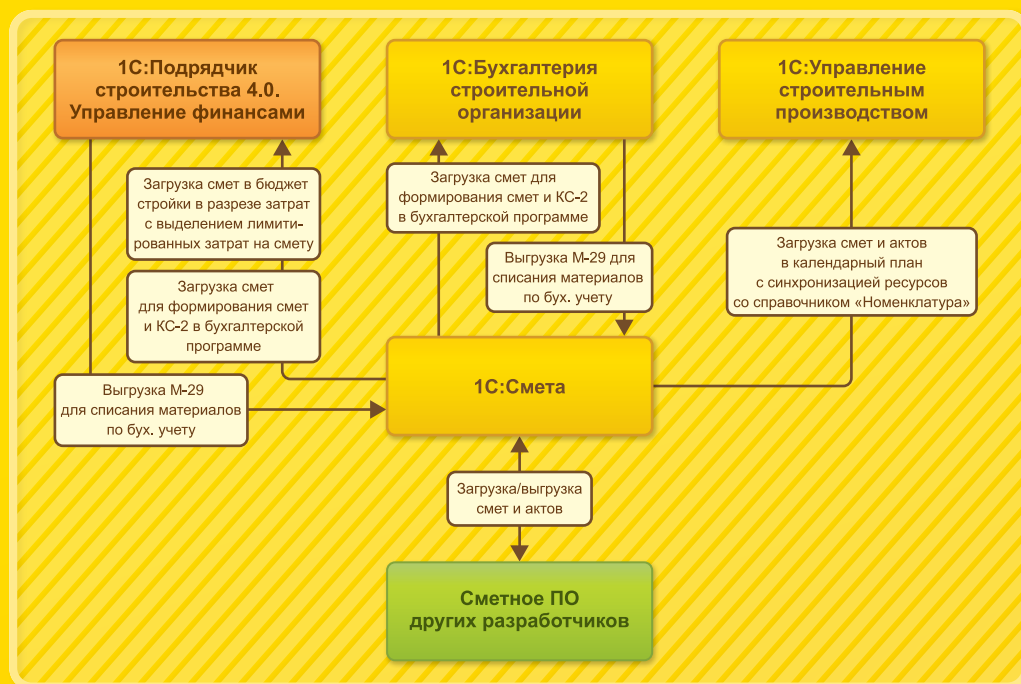 1С:Подрядчик
строительства 4.0.
Управление финансами
1С:Бухгалтерия
строительной
организации
1С:Управление
строительным
производством
Загрузка смет в бюджет
стройки в разрезе затрат
с выделением лимити-
рованных затрат на смету
Загрузка смет для
формирования смет и КС-2
в бухгалтерской программе
Загрузка смет и актов
в календарный план
с синхронизацией ресурсов
со справочником «Номенклатура»
Выгрузка М-29 для
списания материалов
по бух. учету
Загрузка смет
для формирования смет
и КС-2 в бухгалтерской
программе
Выгрузка М-29
для списания материалов
по бух. учету
1С:Смета
Загрузка/выгрузка
смет и актов
Сметное ПО
других разработчиков